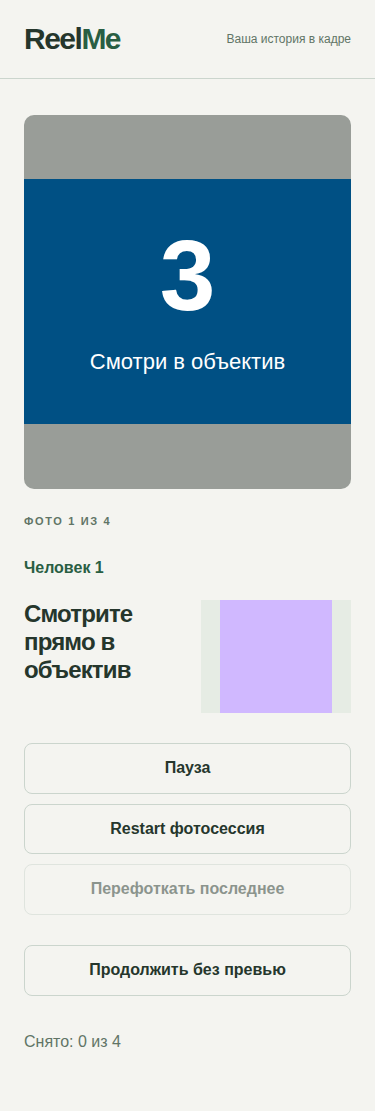 ReelMe
Ваша история в кадре
3
Смотри в объектив
ФОТО 1 ИЗ 4
Человек 1
Смотрите
прямо в
объектив
Пауза
Restart фотосессия
Перефоткать последнее
Продолжить без превью
Снято: 0 из 4